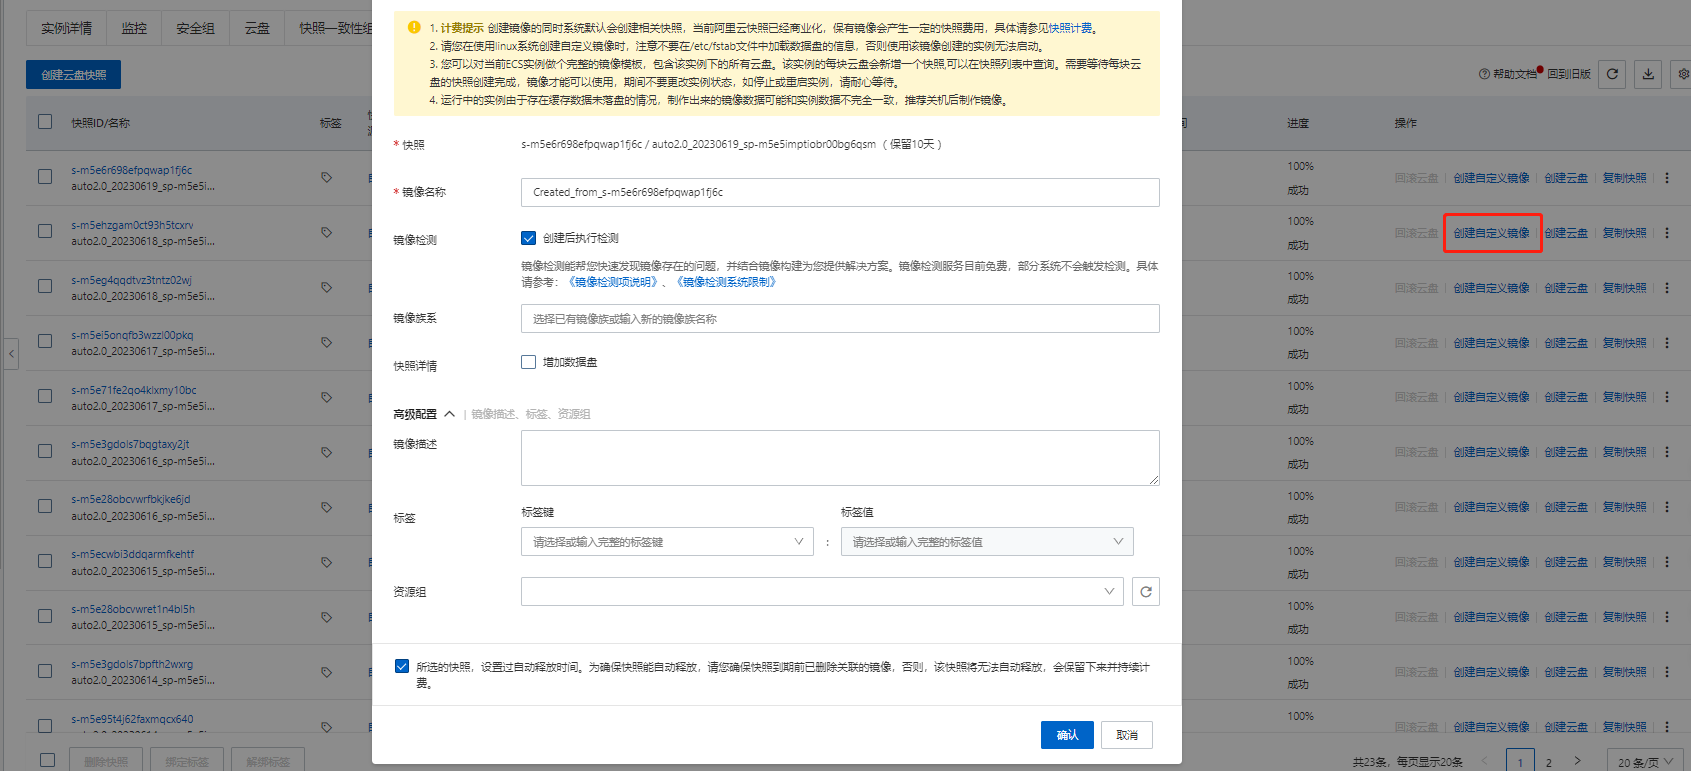 实例详情 监控 安全组 云盘 快照一致性组
创建云盘快照
帮助文档 回到旧版
快照ID/名称 标签 进度 操作
1. 计费提示 创建镜像的同时系统默认会创建相关快照，当前阿里云快照已经商业化，保有镜像会产生一定的快照费用，具体请参见快照计费。
2. 请您在使用linux系统创建自定义镜像时，注意不要在/etc/fstab文件中加载数据盘的信息，否则使用该镜像创建的实例无法启动。
3. 您可以对当前ECS实例做个完整的镜像模板，包含该实例下的所有云盘。该实例的每块云盘会新增一个快照,可以在快照列表中查询。需要等待每块云
盘的快照创建完成，镜像才能可以使用，期间不要更改实例状态，如停止或重启实例，请耐心等待。
4. 运行中的实例由于存在缓存数据未落盘的情况，制作出来的镜像数据可能和实例数据不完全一致，推荐关机后制作镜像。
* 快照 s-m5e6r698efpqwap1fj6c / auto2.0_20230619_sp-m5e5imptiobr00bg6qsm （保留10天 ）
* 镜像名称 Created_from_s-m5e6r698efpqwap1fj6c
镜像检测 创建后执行检测
镜像检测能帮您快速发现镜像存在的问题，并结合镜像构建为您提供解决方案。镜像检测服务目前免费，部分系统不会触发检测。具体
请参考：《镜像检测项说明》、《镜像检测系统限制》
镜像族系 选择已有镜像族或输入新的镜像族名称
快照详情 增加数据盘
高级配置 | 镜像描述、标签、资源组
镜像描述
标签 标签键 标签值
请选择或输入完整的标签键 : 请选择或输入完整的标签值
资源组
所选的快照，设置过自动释放时间。为确保快照能自动释放，请您确保快照到期前已删除关联的镜像，否则，该快照将无法自动释放，会保留下来并持续计
费。
确认 取消
s-m5e6r698efpqwap1fj6c 100%
auto2.0_20230619_sp-m5e5i... 成功 回滚云盘 创建自定义镜像 创建云盘 复制快照
s-m5ehzgam0ct93h5tcxrv 100%
auto2.0_20230618_sp-m5e5i... 成功 回滚云盘 创建自定义镜像 创建云盘 复制快照
s-m5eg4qqdtvz3tntz02wj 100%
auto2.0_20230618_sp-m5e5i... 成功 回滚云盘 创建自定义镜像 创建云盘 复制快照
s-m5ei5onqfb3wzzl00pkq 100%
auto2.0_20230617_sp-m5e5i... 成功 回滚云盘 创建自定义镜像 创建云盘 复制快照
s-m5e71fe2qo4klxmy10bc 100%
auto2.0_20230617_sp-m5e5i... 成功 回滚云盘 创建自定义镜像 创建云盘 复制快照
s-m5e3gdois7bqgtaxy2jt 100%
auto2.0_20230616_sp-m5e5i... 成功 回滚云盘 创建自定义镜像 创建云盘 复制快照
s-m5e28obcvwrfbkjke6jd 100%
auto2.0_20230616_sp-m5e5i... 成功 回滚云盘 创建自定义镜像 创建云盘 复制快照
s-m5ecwbi3ddqarmfkehtf 100%
auto2.0_20230615_sp-m5e5i... 成功 回滚云盘 创建自定义镜像 创建云盘 复制快照
s-m5e28obcvwret1n4bl5h 100%
auto2.0_20230615_sp-m5e5i... 成功 回滚云盘 创建自定义镜像 创建云盘 复制快照
s-m5e3gdois7bpfth2wxrg 100%
auto2.0_20230614_sp-m5e5i... 成功 回滚云盘 创建自定义镜像 创建云盘 复制快照
s-m5e95t4j62faxmqcx640 100%
回滚云盘 创建自定义镜像 创建云盘 复制快照
删除快照 绑定标签 解绑标签 共23条，每页显示20条 1 2 20 条/页